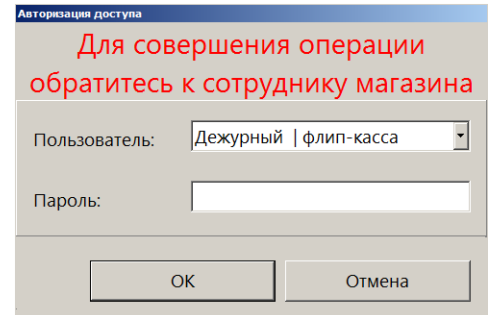 Авторизация доступа
Для совершения операции
обратитесь к сотруднику магазина
Пользователь: Дежурный | флип-касса
Пароль:
OK Отмена